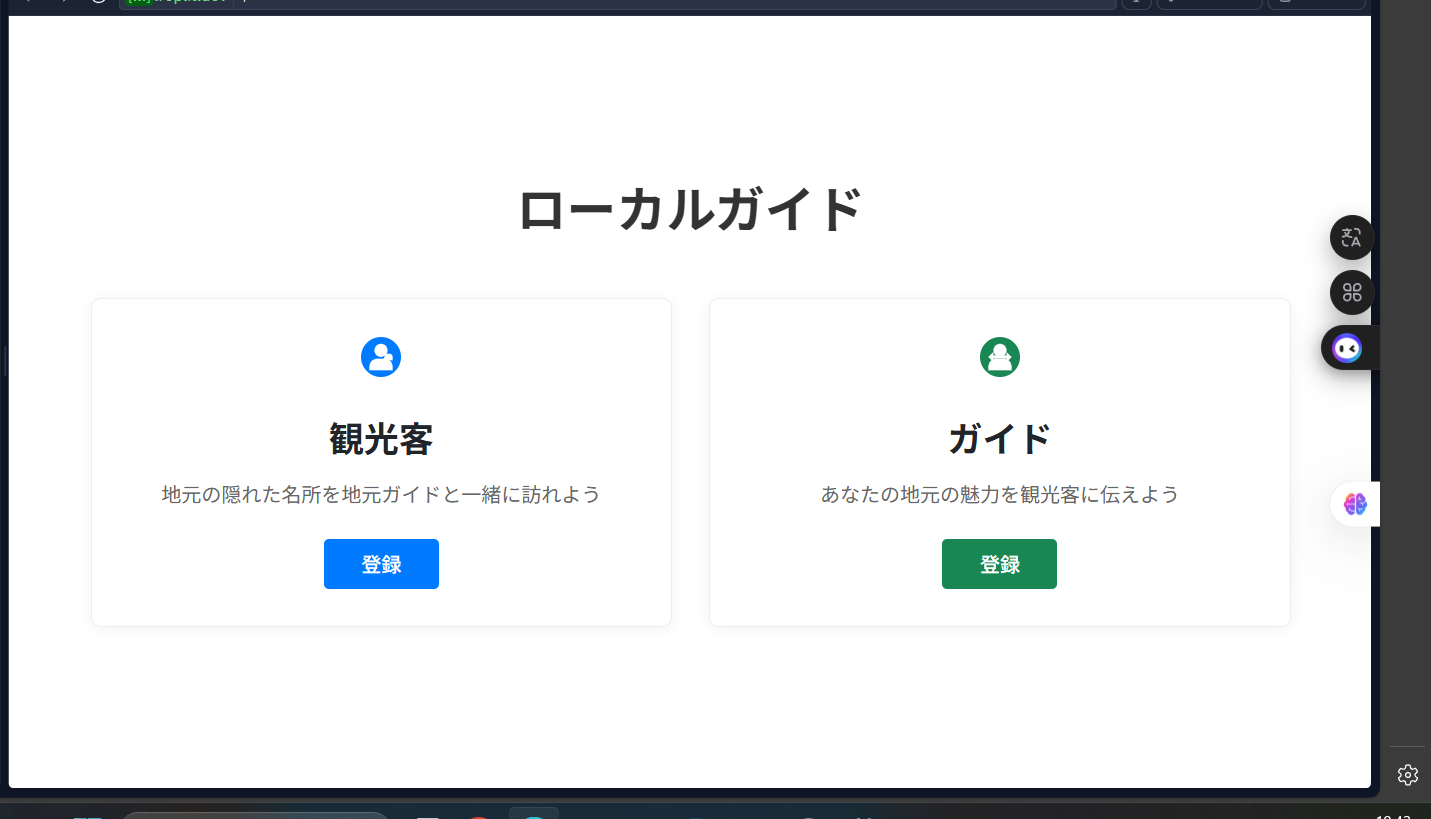 ローカルガイド
観光客
地元の隠れた名所を地元ガイドと一緒に訪れよう
登録
ガイド
あなたの地元の魅力を観光客に伝えよう
登録